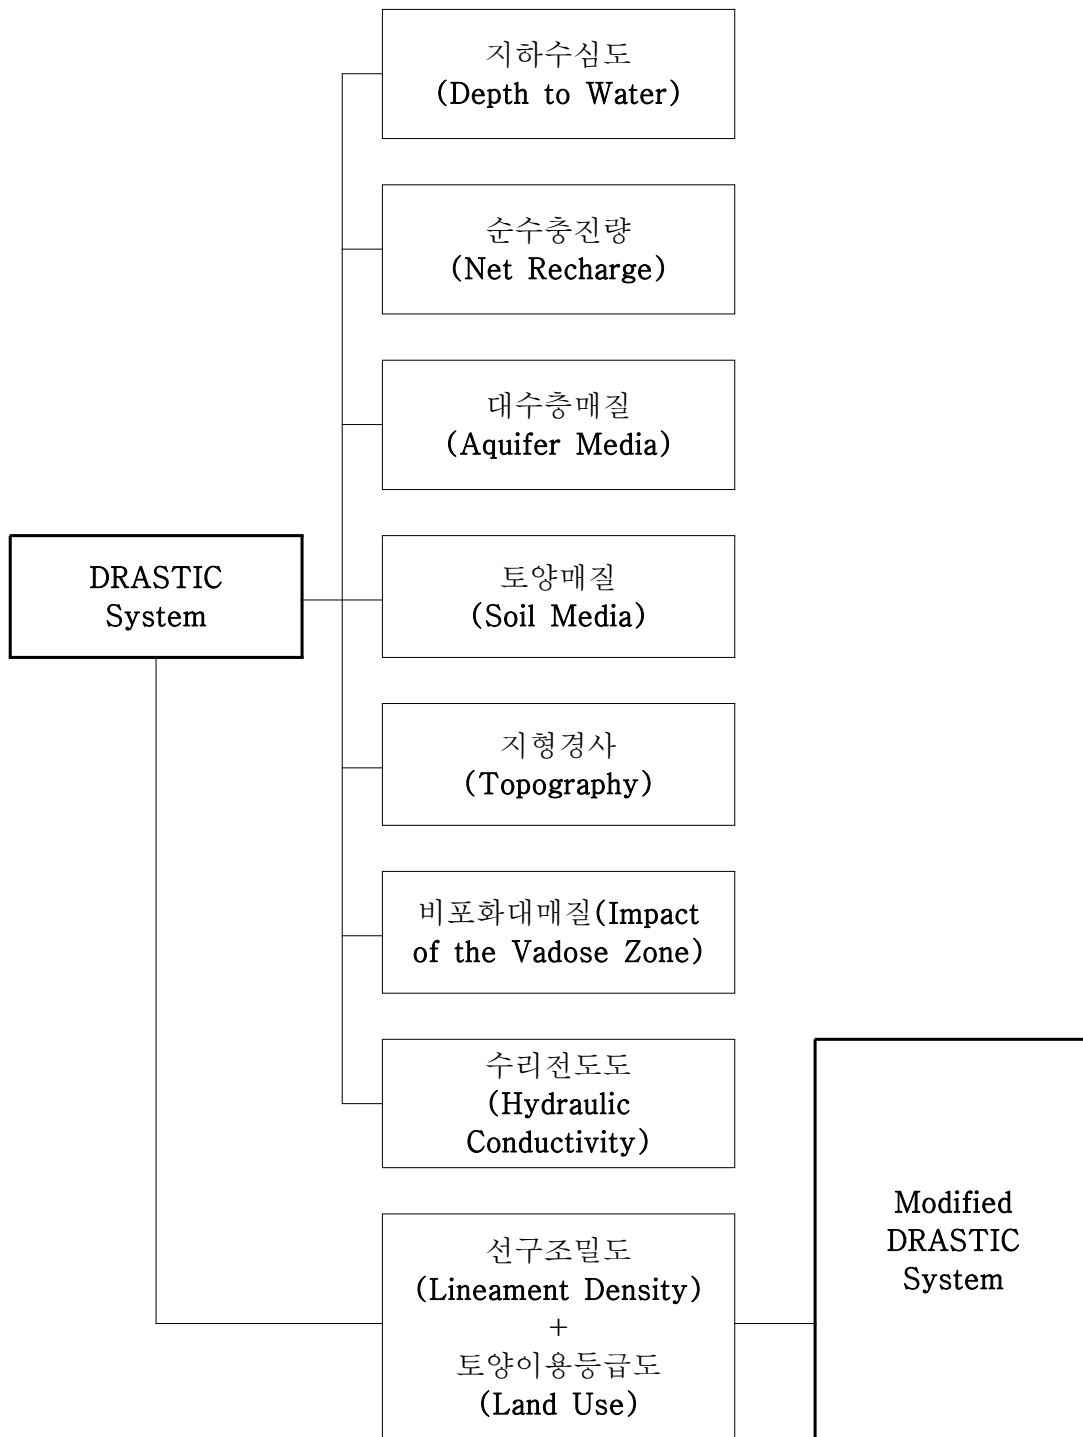 지하수심도
(Depth to Water)
순수충진량
(Net Recharge)
대수층매질
(Aquifer Media)
DRASTIC
System
토양매질
(Soil Media)
지형경사
(Topography)
비포화대매질(Impact
of the Vadose Zone)
수리전도도
(Hydraulic
Conductivity)
선구조밀도
(Lineament Density)
+
토양이용등급도
(Land Use)
Modified
DRASTIC
System